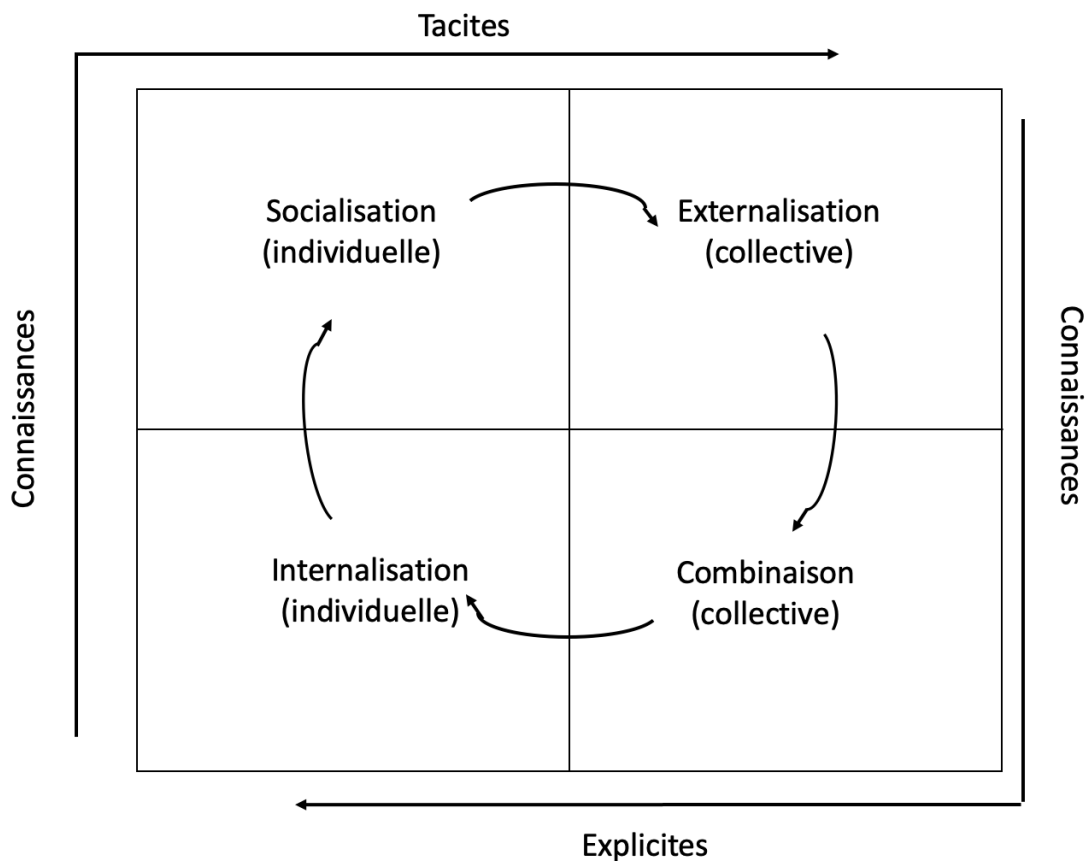 Tacites
Socialisation
(individuelle)
Externalisation
(collective)
Connaissances
Connaissances
Internalisation
(individuelle)
Combinaison
(collective)
Explicites